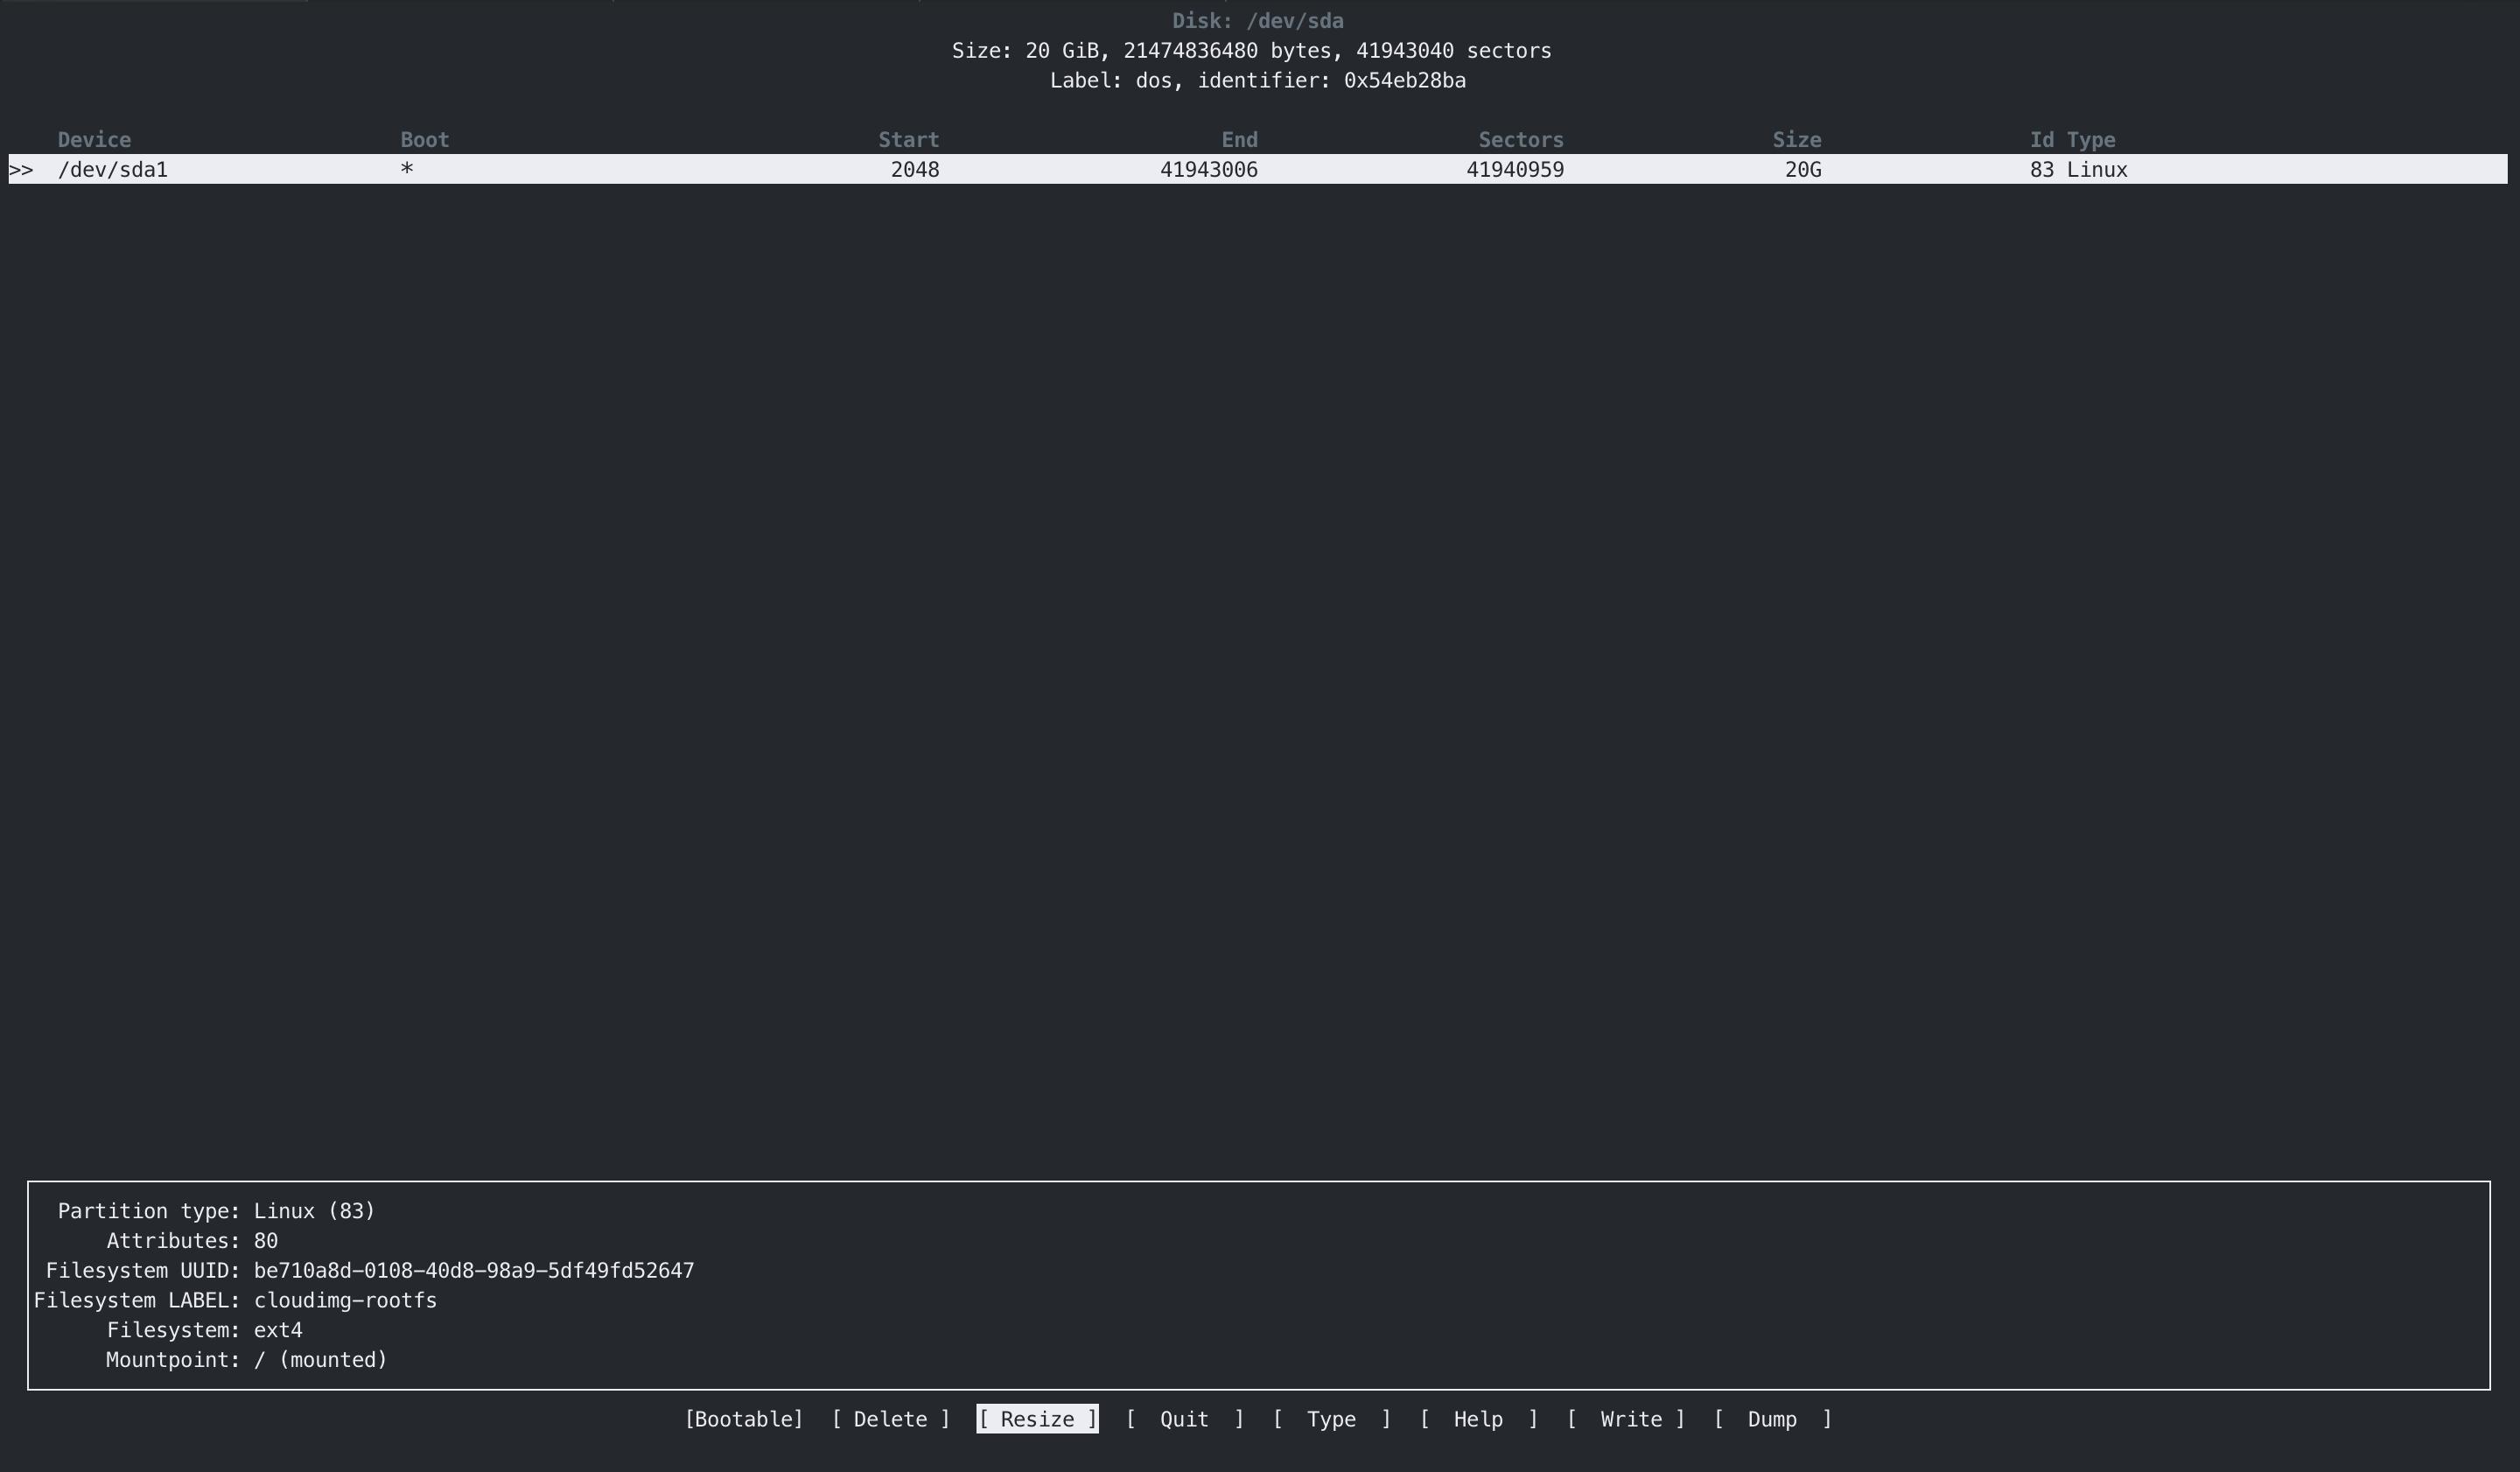 Disk: /dev/sda
Size: 20 GiB, 21474836480 bytes, 41943040 sectors
Label: dos, identifier: 0x54eb28ba
Device Boot Start End Sectors Size Id Type
>> /dev/sda1 * 2048 41943006 41940959 20G 83 Linux
Partition type: Linux (83)
Attributes: 80
Filesystem UUID: be710a8d-0108-40d8-98a9-5df49fd52647
Filesystem LABEL: cloudimg-rootfs
Filesystem: ext4
Mountpoint: / (mounted)
[Bootable] [ Delete ] [ Resize ] [ Quit ] [ Type ] [ Help ] [ Write ] [ Dump ]